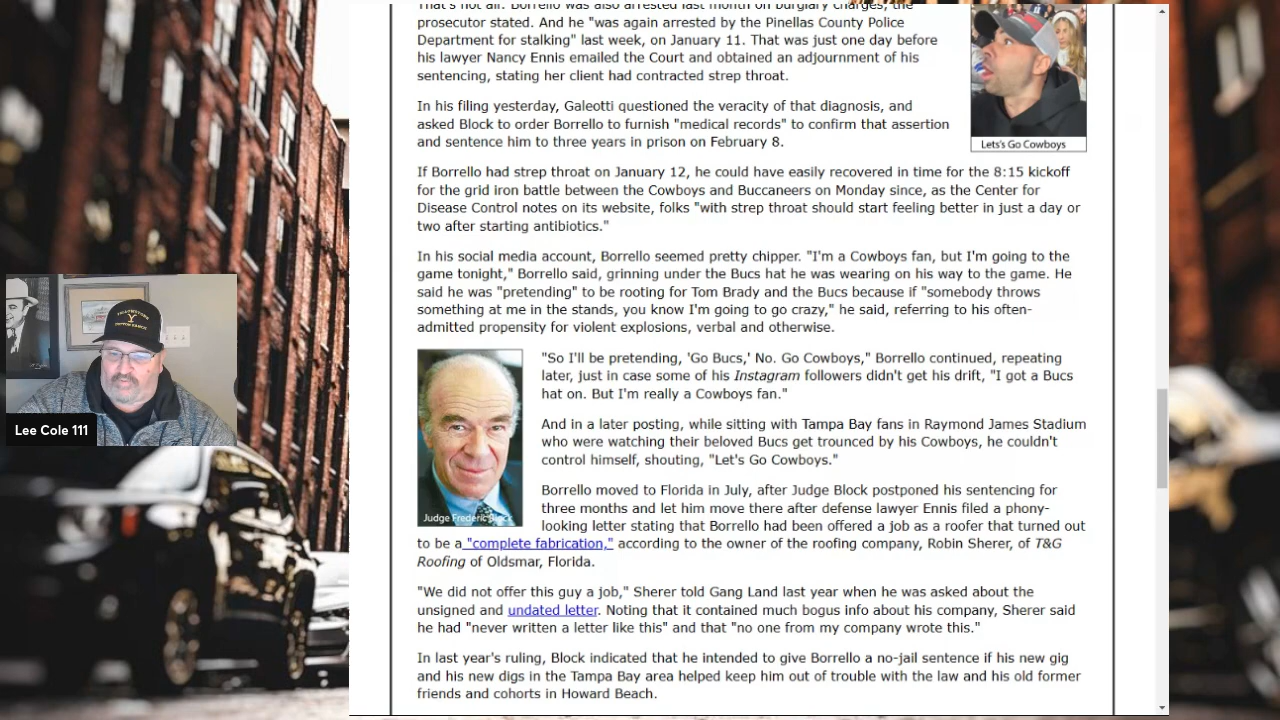 That's not all. Borrello was also arrested last month on burglary charges, the
prosecutor stated. And he "was again arrested by the Pinellas County Police
Department for stalking" last week, on January 11. That was just one day before
his lawyer Nancy Ennis emailed the Court and obtained an adjournment of his
sentencing, stating her client had contracted strep throat.
Lets's Go Cowboys
In his filing yesterday, Galeotti questioned the veracity of that diagnosis, and
asked Block to order Borrello to furnish "medical records" to confirm that assertion
and sentence him to three years in prison on February 8.
If Borrello had strep throat on January 12, he could have easily recovered in time for the 8:15 kickoff
for the grid iron battle between the Cowboys and Buccaneers on Monday since, as the Center for
Disease Control notes on its website, folks "with strep throat should start feeling better in just a day or
two after starting antibiotics."
In his social media account, Borrello seemed pretty chipper. "I'm a Cowboys fan, but I'm going to the
game tonight," Borrello said, grinning under the Bucs hat he was wearing on his way to the game. He
said he was "pretending" to be rooting for Tom Brady and the Bucs because if "somebody throws
something at me in the stands, you know I'm going to go crazy," he said, referring to his often-
admitted propensity for violent explosions, verbal and otherwise.
"So I'll be pretending, 'Go Bucs,' No. Go Cowboys," Borrello continued, repeating
later, just in case some of his Instagram followers didn't get his drift, "I got a Bucs
hat on. But I'm really a Cowboys fan."
And in a later posting, while sitting with Tampa Bay fans in Raymond James Stadium
who were watching their beloved Bucs get trounced by his Cowboys, he couldn't
control himself, shouting, "Let's Go Cowboys."
Judge Frederic Block
Borrello moved to Florida in July, after Judge Block postponed his sentencing for
three months and let him move there after defense lawyer Ennis filed a phony-
looking letter stating that Borrello had been offered a job as a roofer that turned out
to be a "complete fabrication," according to the owner of the roofing company, Robin Sherer, of T&G
Roofing of Oldsmar, Florida.
"We did not offer this guy a job," Sherer told Gang Land last year when he was asked about the
unsigned and undated letter. Noting that it contained much bogus info about his company, Sherer said
he had "never written a letter like this" and that "no one from my company wrote this."
In last year's ruling, Block indicated that he intended to give Borrello a no-jail sentence if his new gig
and his new digs in the Tampa Bay area helped keep him out of trouble with the law and his old former
friends and cohorts in Howard Beach.
YELLOWSTONE
DUTTON RANCH
Lee Cole 111